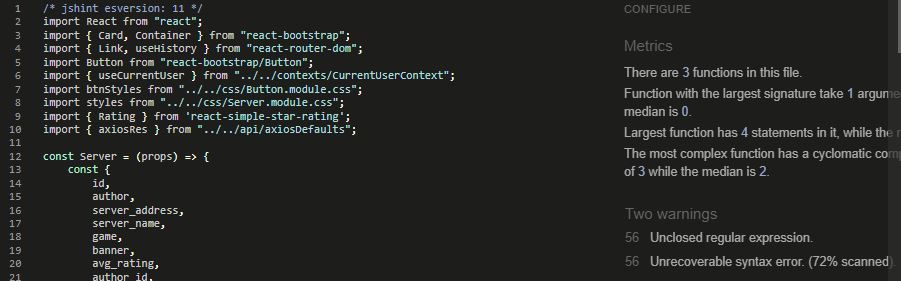 1 /* jshint esversion: 11 */
2 import React from "react";
3 import { Card, Container } from "react-bootstrap";
4 import { Link, useHistory } from "react-router-dom";
5 import Button from "react-bootstrap/Button";
6 import { useCurrentUser } from "../../contexts/CurrentUserContext";
7 import btnStyles from "../../css/Button.module.css";
8 import styles from "../../css/Server.module.css";
9 import { Rating } from 'react-simple-star-rating';
10 import { axiosRes } from "../../api/axiosDefaults";
11
12 const Server = (props) => {
13 const {
14 id,
15 author,
16 server_address,
17 server_name,
18 game,
19 banner,
20 avg_rating,
21 author_id,
CONFIGURE
Metrics
There are 3 functions in this file.
Function with the largest signature take 1 argume
median is 0.
Largest function has 4 statements in it, while the
The most complex function has a cyclomatic com
of 3 while the median is 2.
Two warnings
56 Unclosed regular expression.
56 Unrecoverable syntax error. (72% scanned).